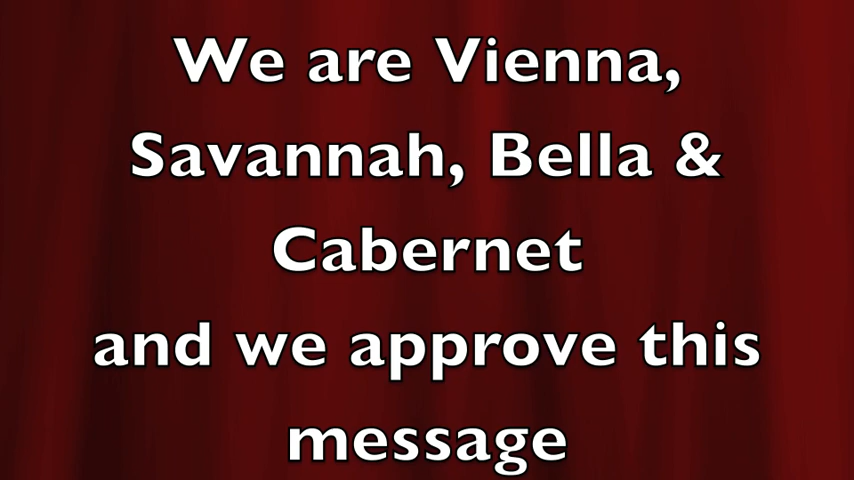 We are Vienna,
Savannah, Bella &
Cabernet
and we approve this
message